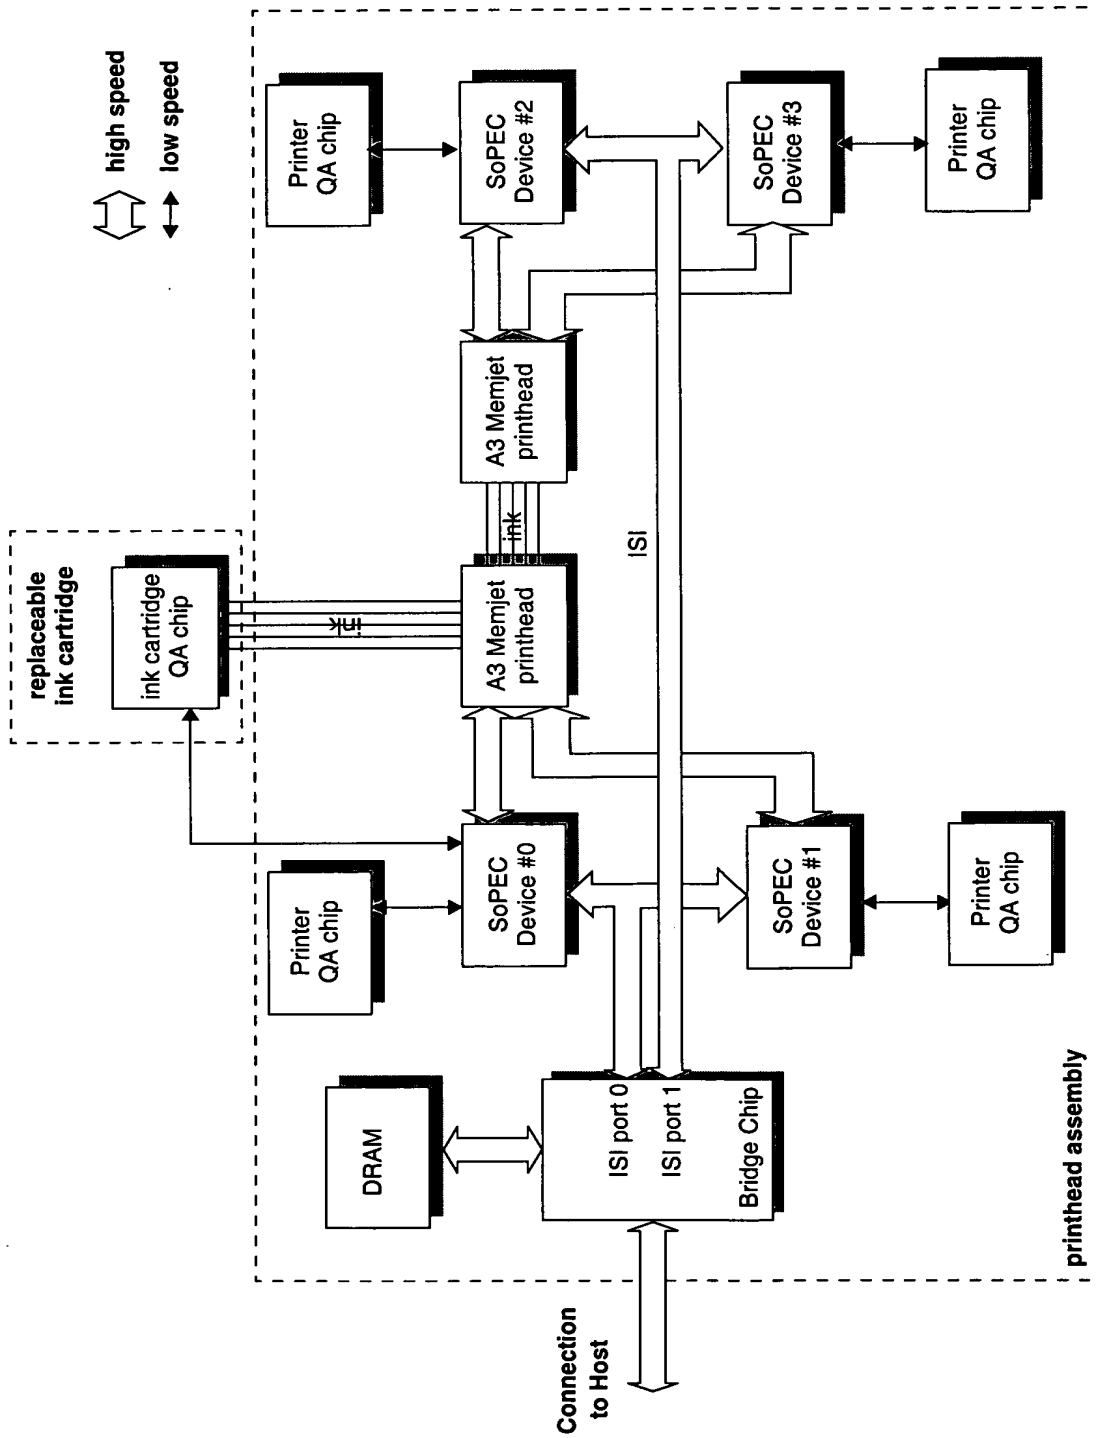 Connection
to Host
DRAM
ISI port 0
ISI port 1
Bridge Chip
printhead assembly
Printer
QA chip
SoPEC
Device #0
SoPEC
Device #1
Printer
QA chip
replaceable
ink cartridge
ink cartridge
QA chip
ink
A3 Memjet
printhead
ink
A3 Memjet
printhead
ISI
Printer
QA chip
SoPEC
Device #2
SoPEC
Device #3
Printer
QA chip
high speed
low speed